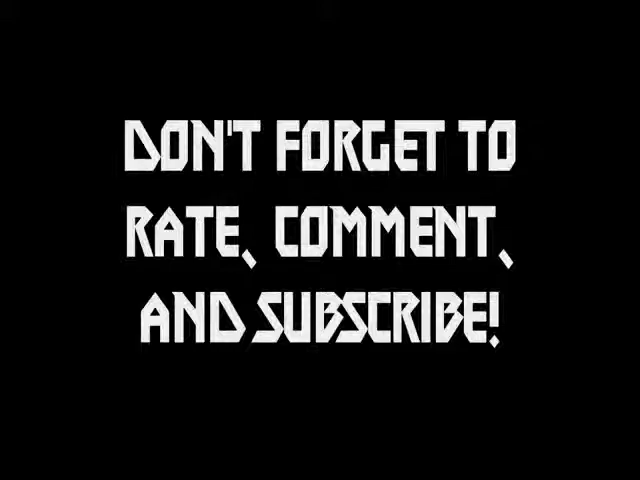 DON'T FORGET TO
RATE, COMMENT,
AND SUBSCRIBE!